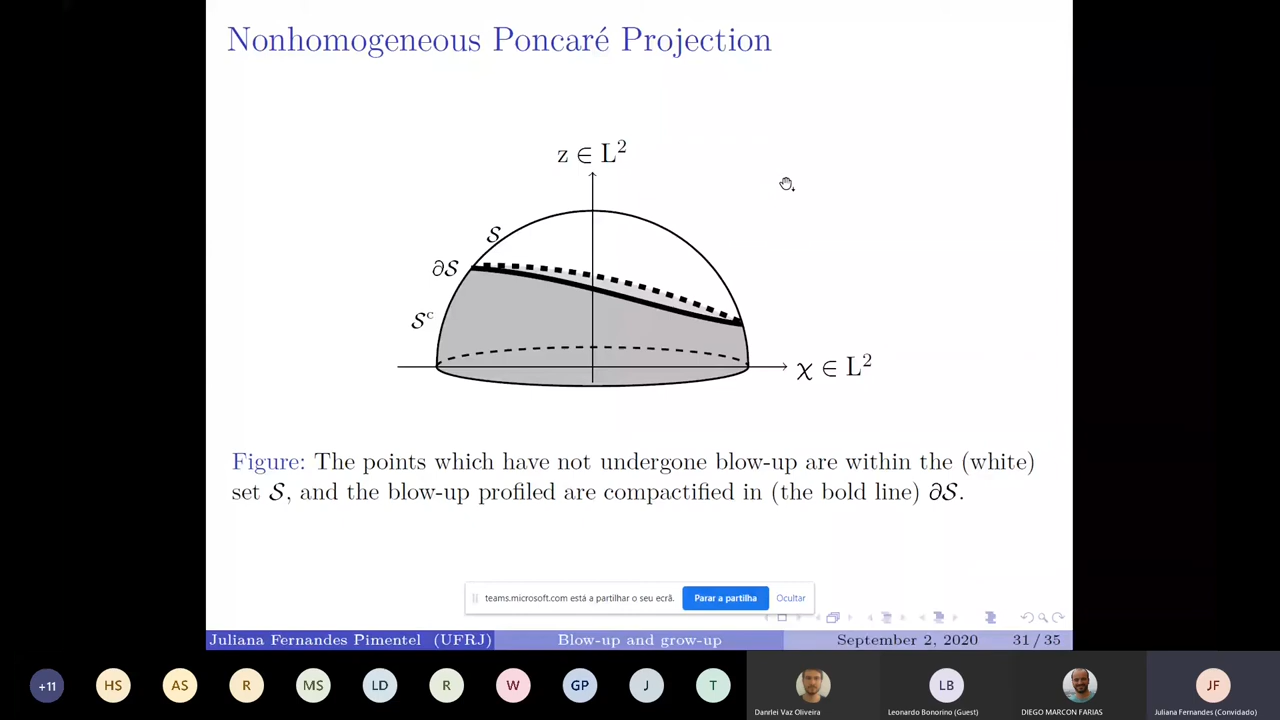 Nonhomogeneous Poncaré Projection
z ∈ L²
𝒮
∂𝒮
𝒮ᶜ
χ ∈ L²
Figure: The points which have not undergone blow-up are within the (white)
set 𝒮, and the blow-up profiled are compactified in (the bold line) ∂𝒮.
teams.microsoft.com está a partilhar o seu ecrã. Parar a partilha Ocultar
Juliana Fernandes Pimentel (UFRJ) Blow-up and grow-up September 2, 2020 31 / 35
+11 HS AS R MS LD R W GP J T LB JF
Danrlei Vaz Oliveira Leonardo Bonorino (Guest) DIEGO MARCON FARIAS Juliana Fernandes (Convidado)